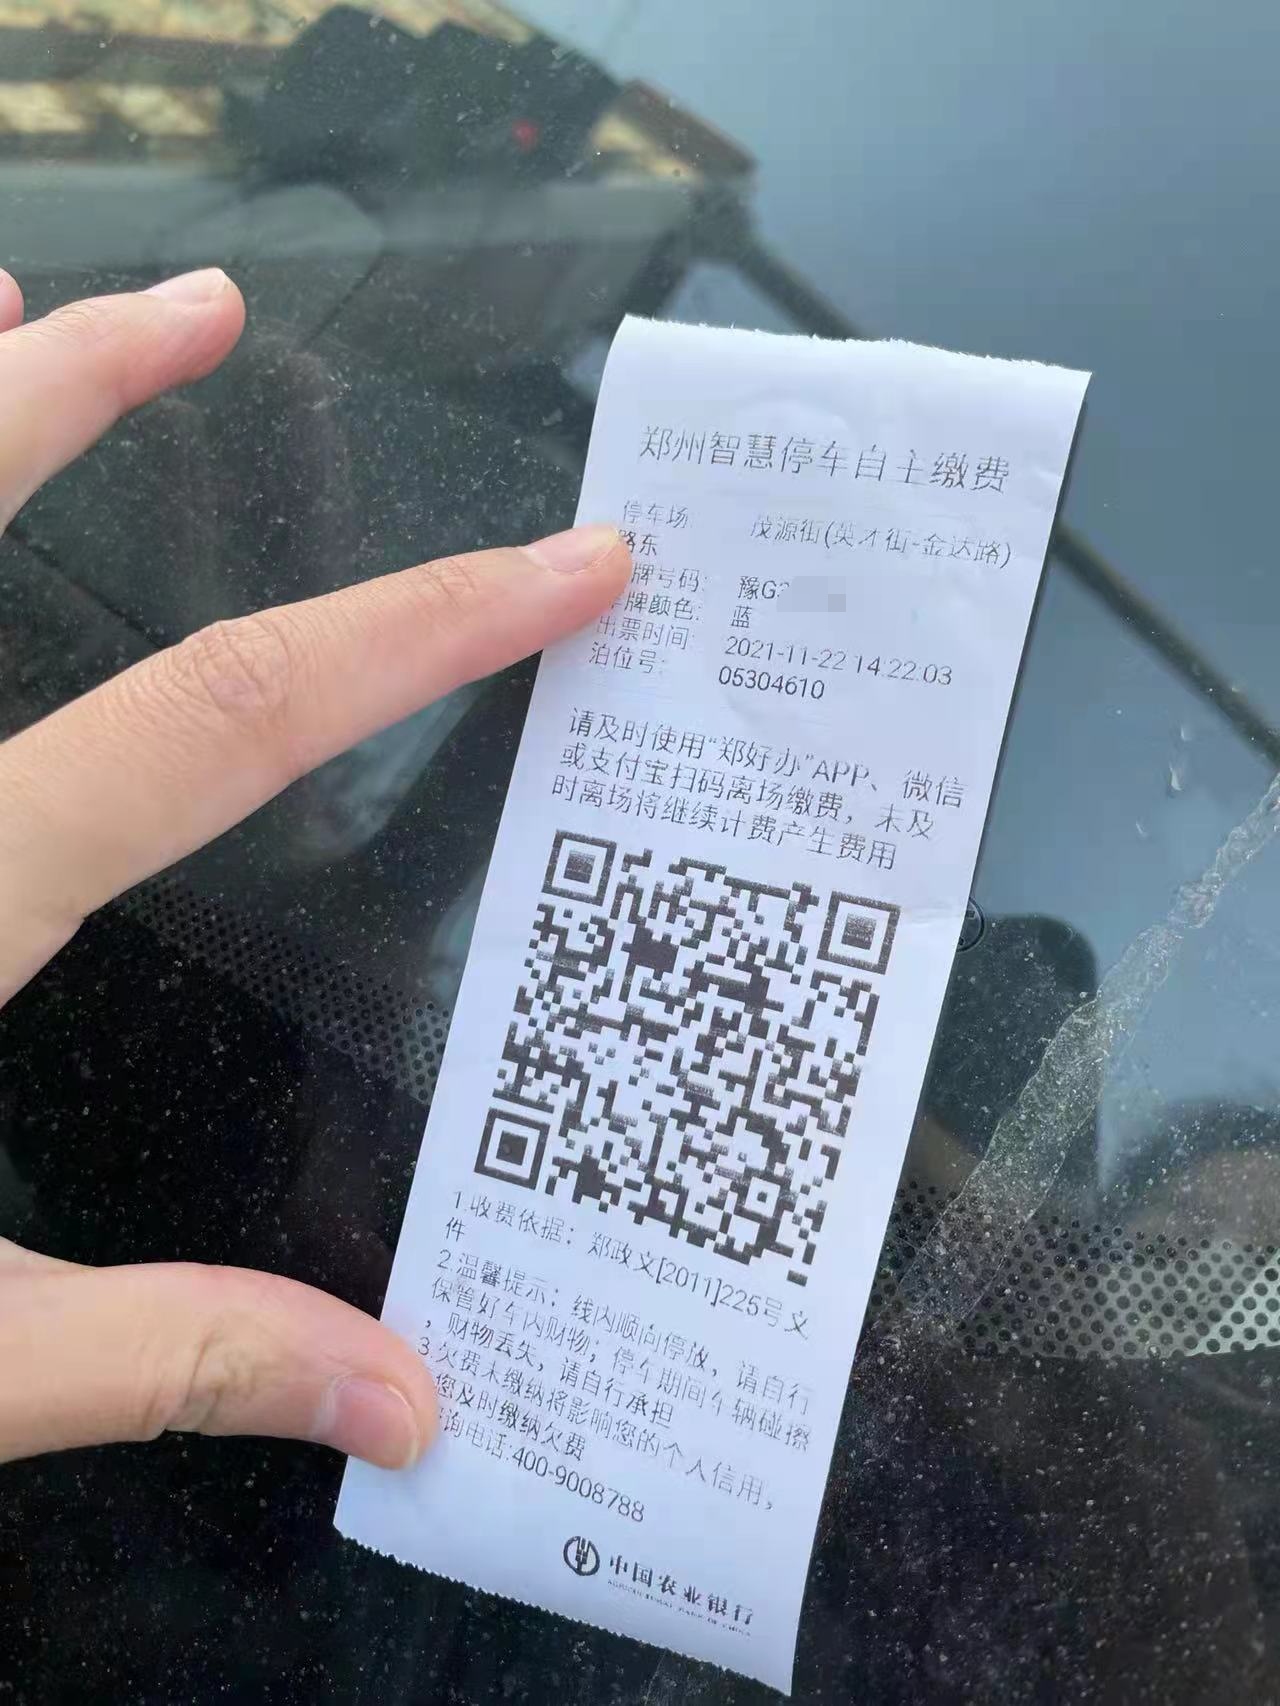 郑州智慧停车自主缴费
停车场: 茂源街(英才街-金达路)
路东
牌号码: 豫G
车牌颜色: 蓝
出票时间: 2021-11-22 14:22:03
泊位号: 05304610
请及时使用“郑好办”APP、微信
或支付宝扫码离场缴费，未及
时离场将继续计费产生费用
1.收费依据：郑政文[2011]225号文
件
2.温馨提示：线内顺向停放，请自行
保管好车内财物；停车期间车辆碰擦
，财物丢失，请自行承担
3.欠费未缴纳将影响您的个人信用，
您及时缴纳欠费
询电话:400-9008788
中国农业银行
AGRICULTURAL BANK OF CHINA